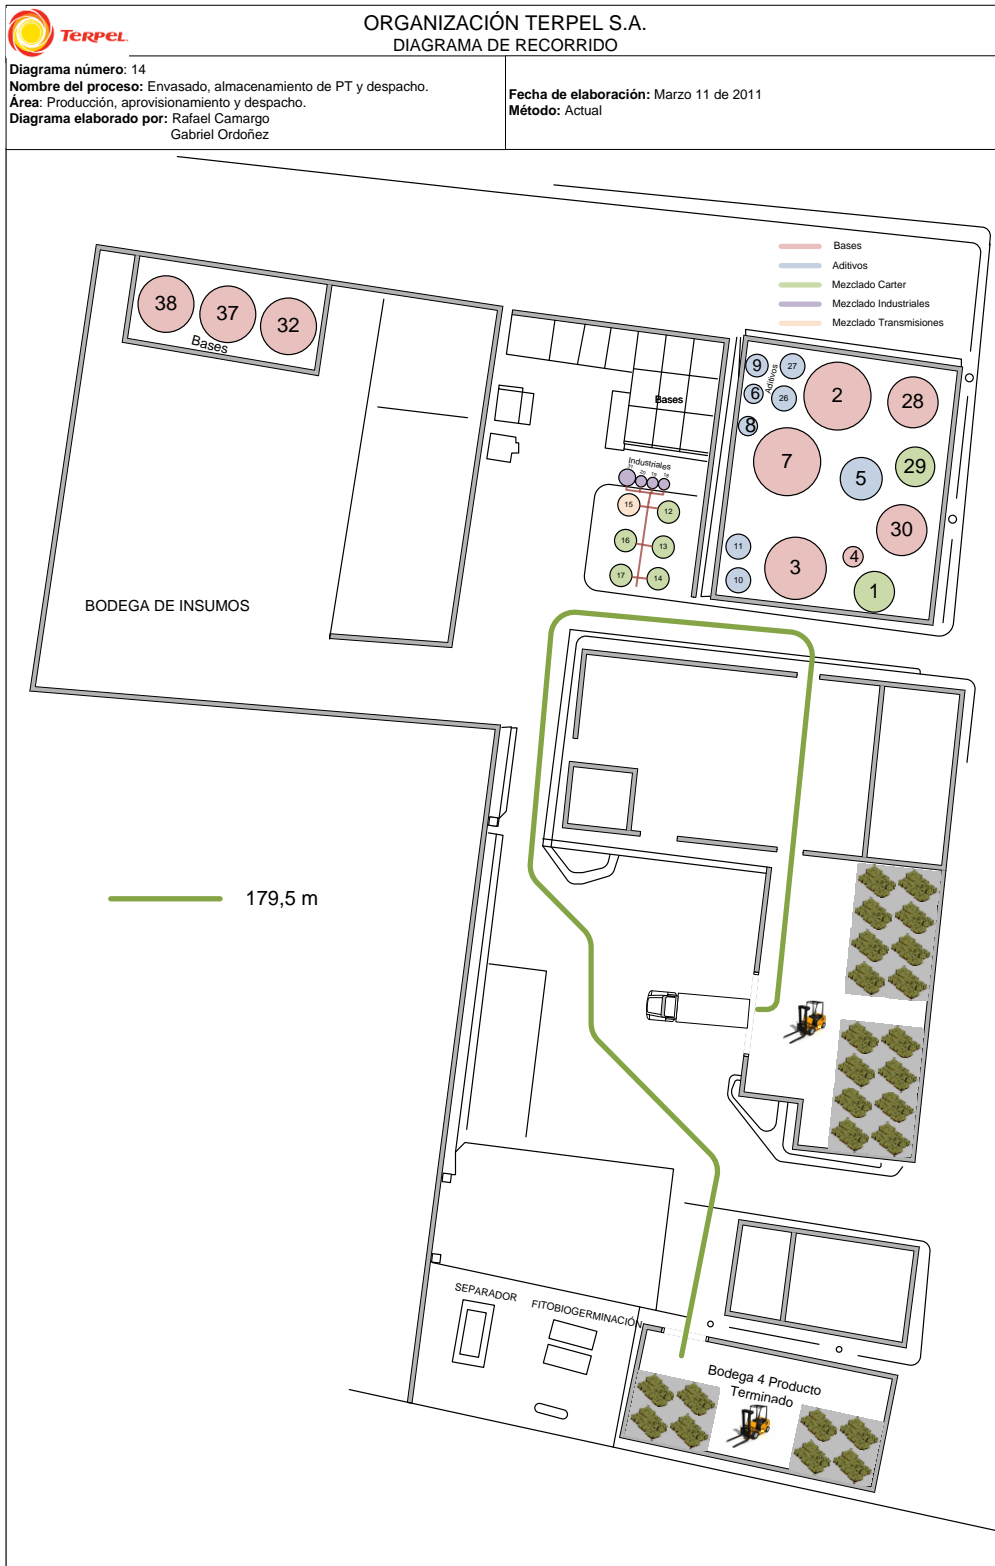 TERPEL
ORGANIZACIÓN TERPEL S.A.
DIAGRAMA DE RECORRIDO
Diagrama número: 14
Nombre del proceso: Envasado, almacenamiento de PT y despacho.
Área: Producción, aprovisionamiento y despacho.
Diagrama elaborado por: Rafael Camargo
Gabriel Ordoñez
Fecha de elaboración: Marzo 11 de 2011
Método: Actual
Bases
Aditivos
Mezclado Carter
Mezclado Industriales
Mezclado Transmisiones
38
37
32
Bases
Bases
9
27
6
26
Aditivos
8
2
28
7
5
29
30
11
10
3
4
1
Industriales
20
19
18
15
12
16
13
17
14
BODEGA DE INSUMOS
179,5 m
SEPARADOR
FITOBIOGERMINACIÓN
Bodega 4 Producto
Terminado